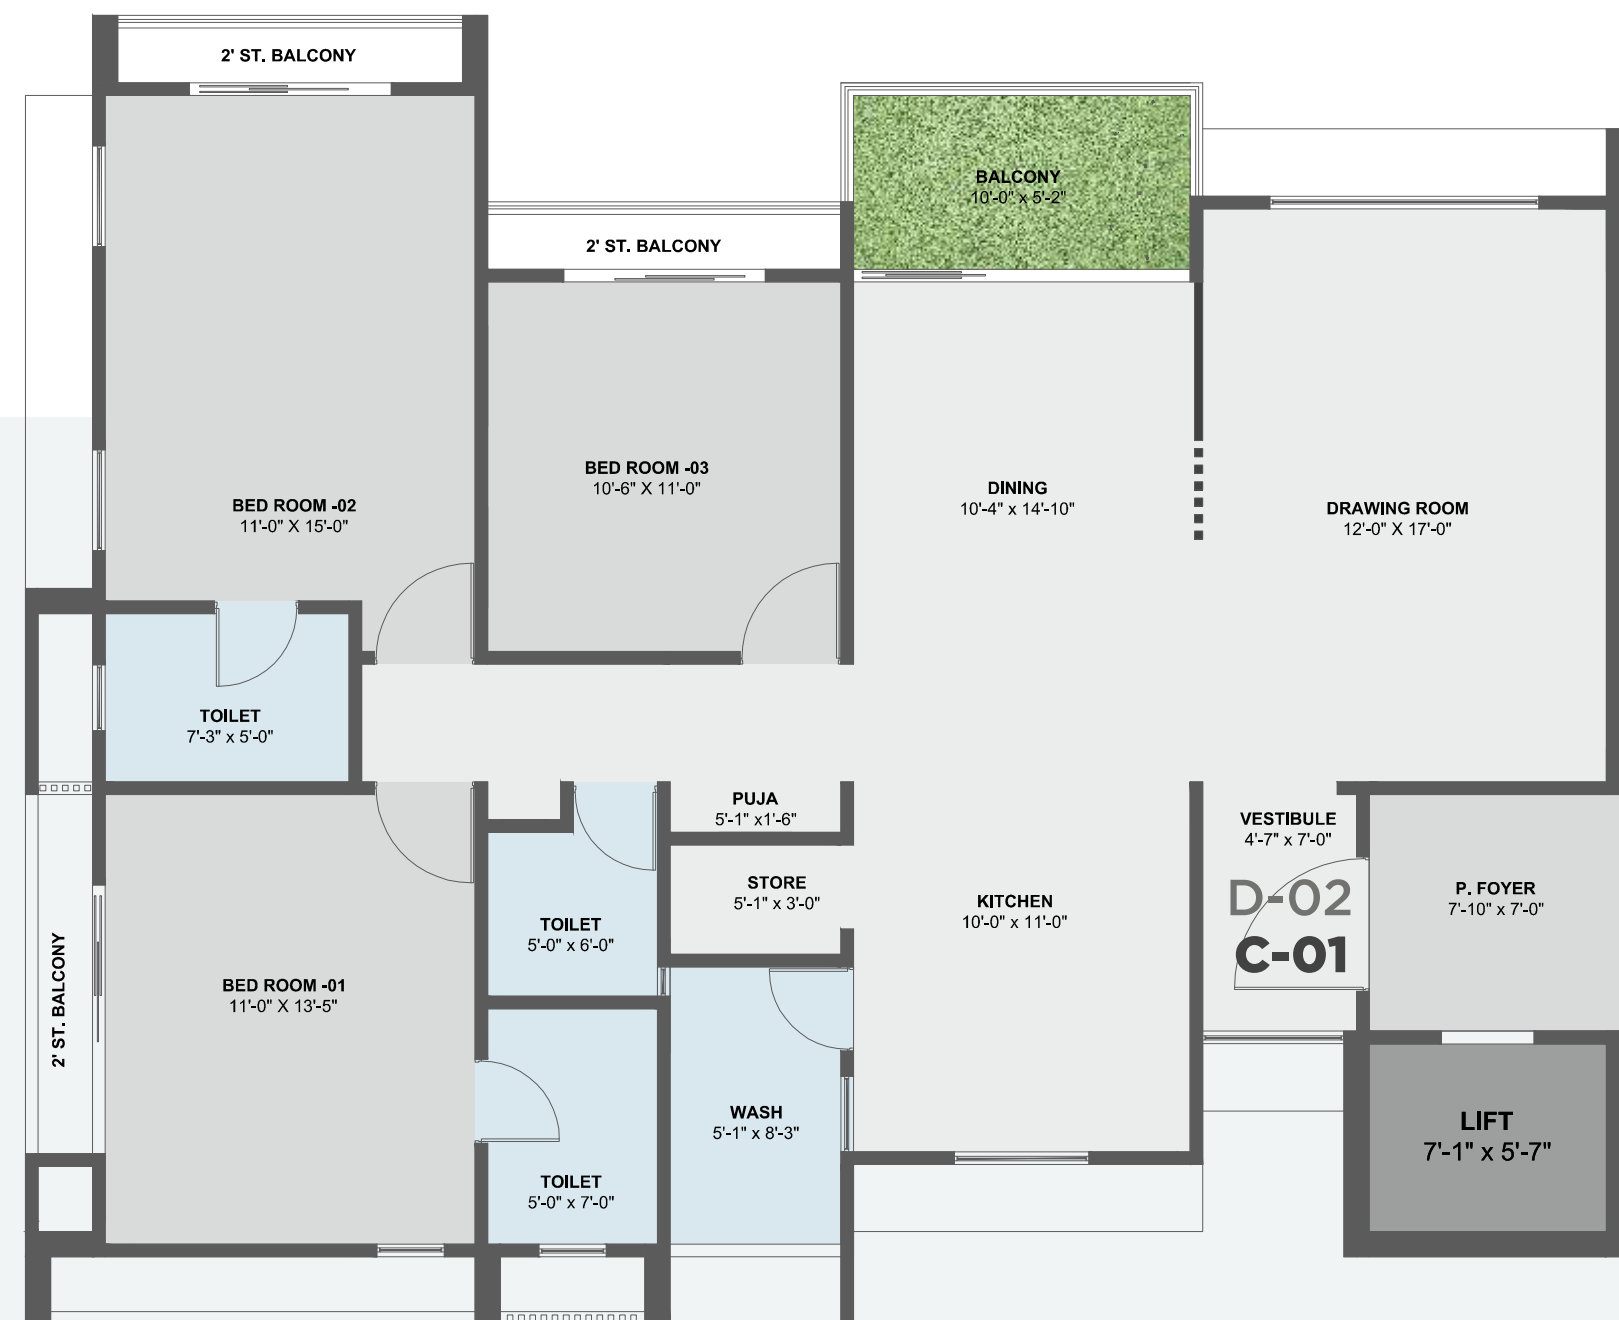 2' ST. BALCONY
BALCONY
10'-0" x 5'-2"
2' ST. BALCONY
BED ROOM -03
10'-6" X 11'-0"
BED ROOM -02
11'-0" X 15'-0"
DINING
10'-4" x 14'-10"
DRAWING ROOM
12'-0" X 17'-0"
TOILET
7'-3" x 5'-0"
PUJA
5'-1" x1'-6"
VESTIBULE
4'-7" x 7'-0"
STORE
5'-1" x 3'-0"
D-02
C-01
P. FOYER
7'-10" x 7'-0"
KITCHEN
10'-0" x 11'-0"
TOILET
5'-0" x 6'-0"
2' ST. BALCONY
BED ROOM -01
11'-0" X 13'-5"
WASH
5'-1" x 8'-3"
LIFT
7'-1" x 5'-7"
TOILET
5'-0" x 7'-0"